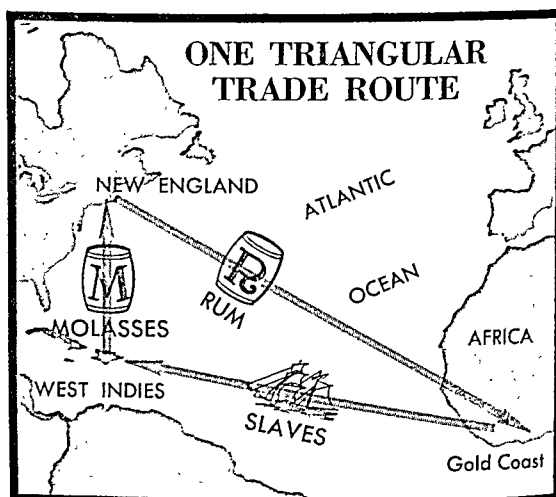 ONE TRIANGULAR
TRADE ROUTE
NEW ENGLAND
ATLANTIC
OCEAN
M
R
MOLASSES
RUM
AFRICA
WEST INDIES
SLAVES
Gold Coast